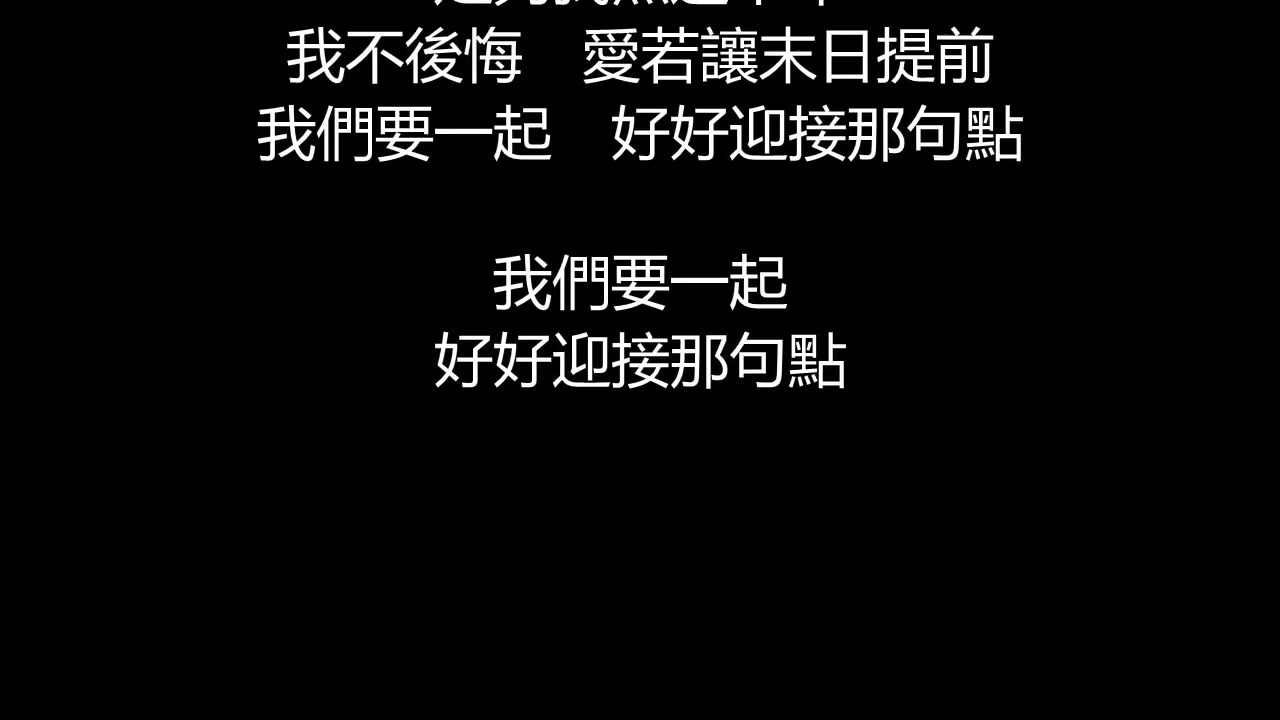 我不後悔　愛若讓末日提前
我們要一起　好好迎接那句點
我們要一起
好好迎接那句點